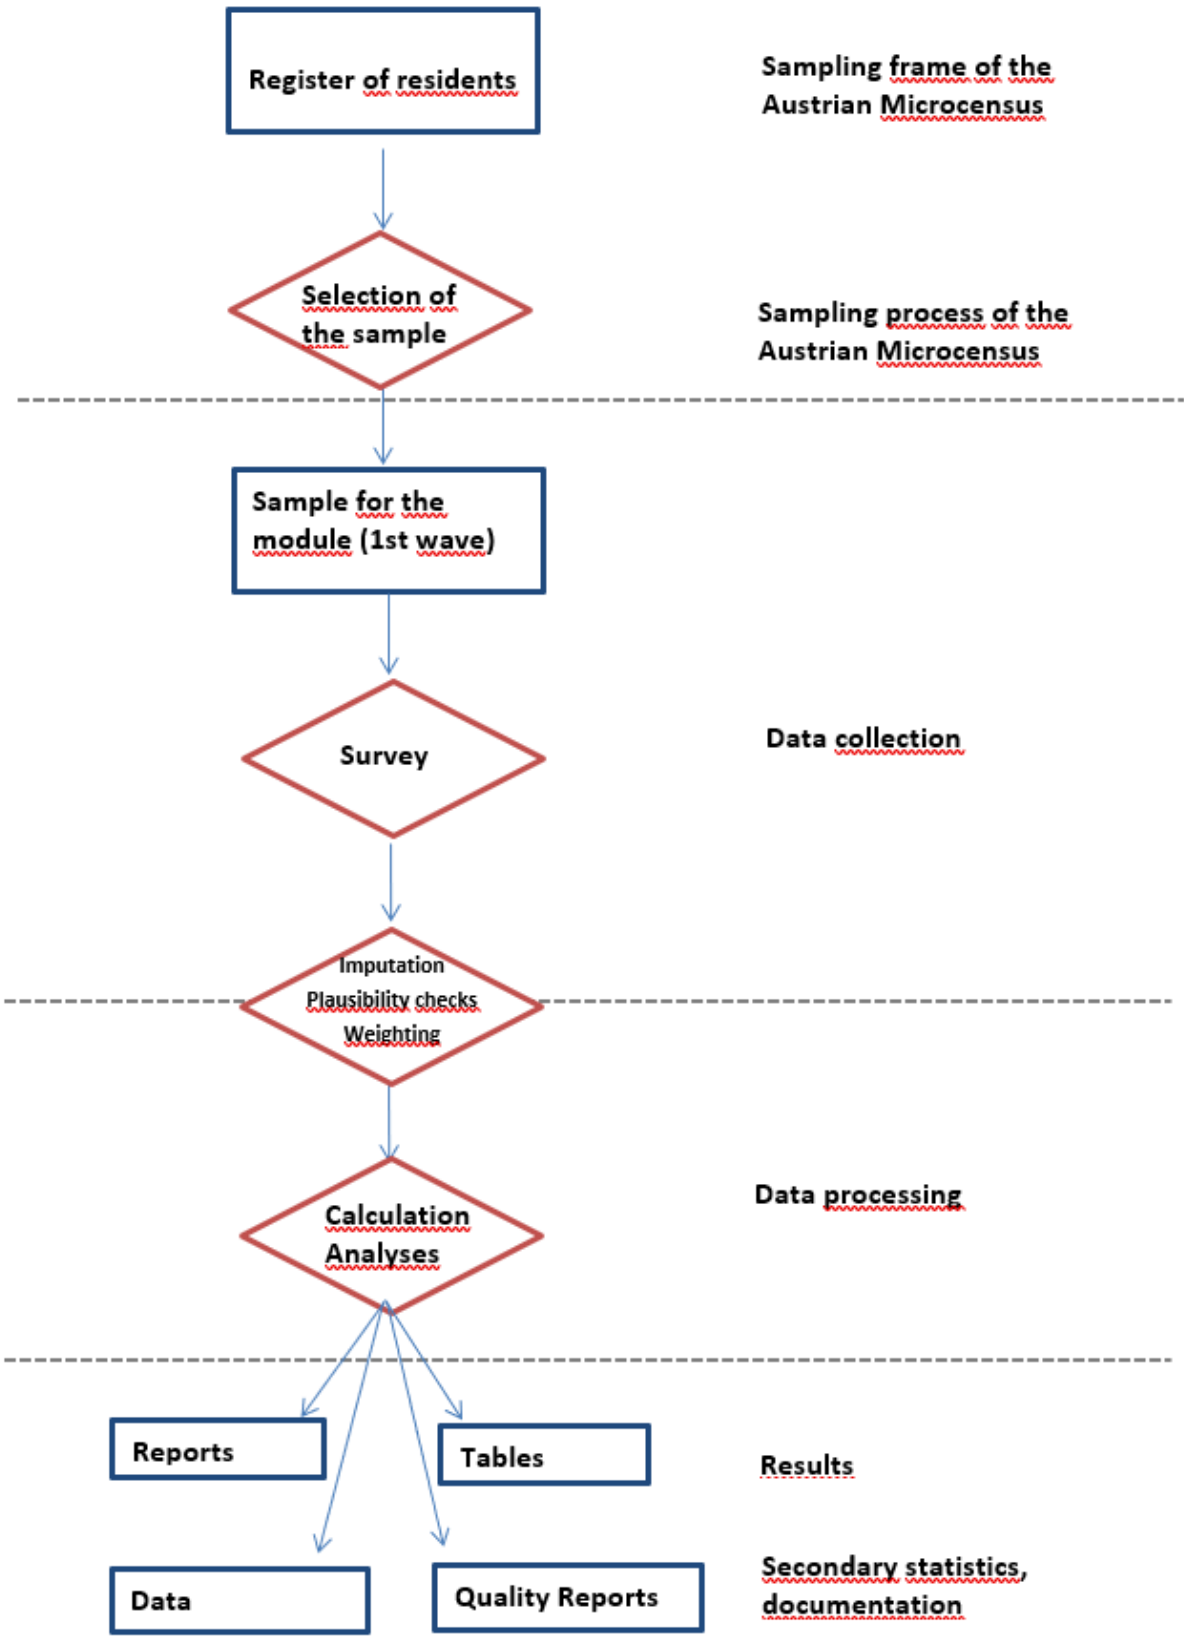 Register of residents
Sampling frame of the
Austrian Microcensus
Selection of
the sample
Sampling process of the
Austrian Microcensus
Sample for the
module (1st wave)
Survey
Data collection
Imputation
Plausibility checks
Weighting
Calculation
Analyses
Data processing
Reports
Tables
Results
Data
Quality Reports
Secondary statistics,
documentation